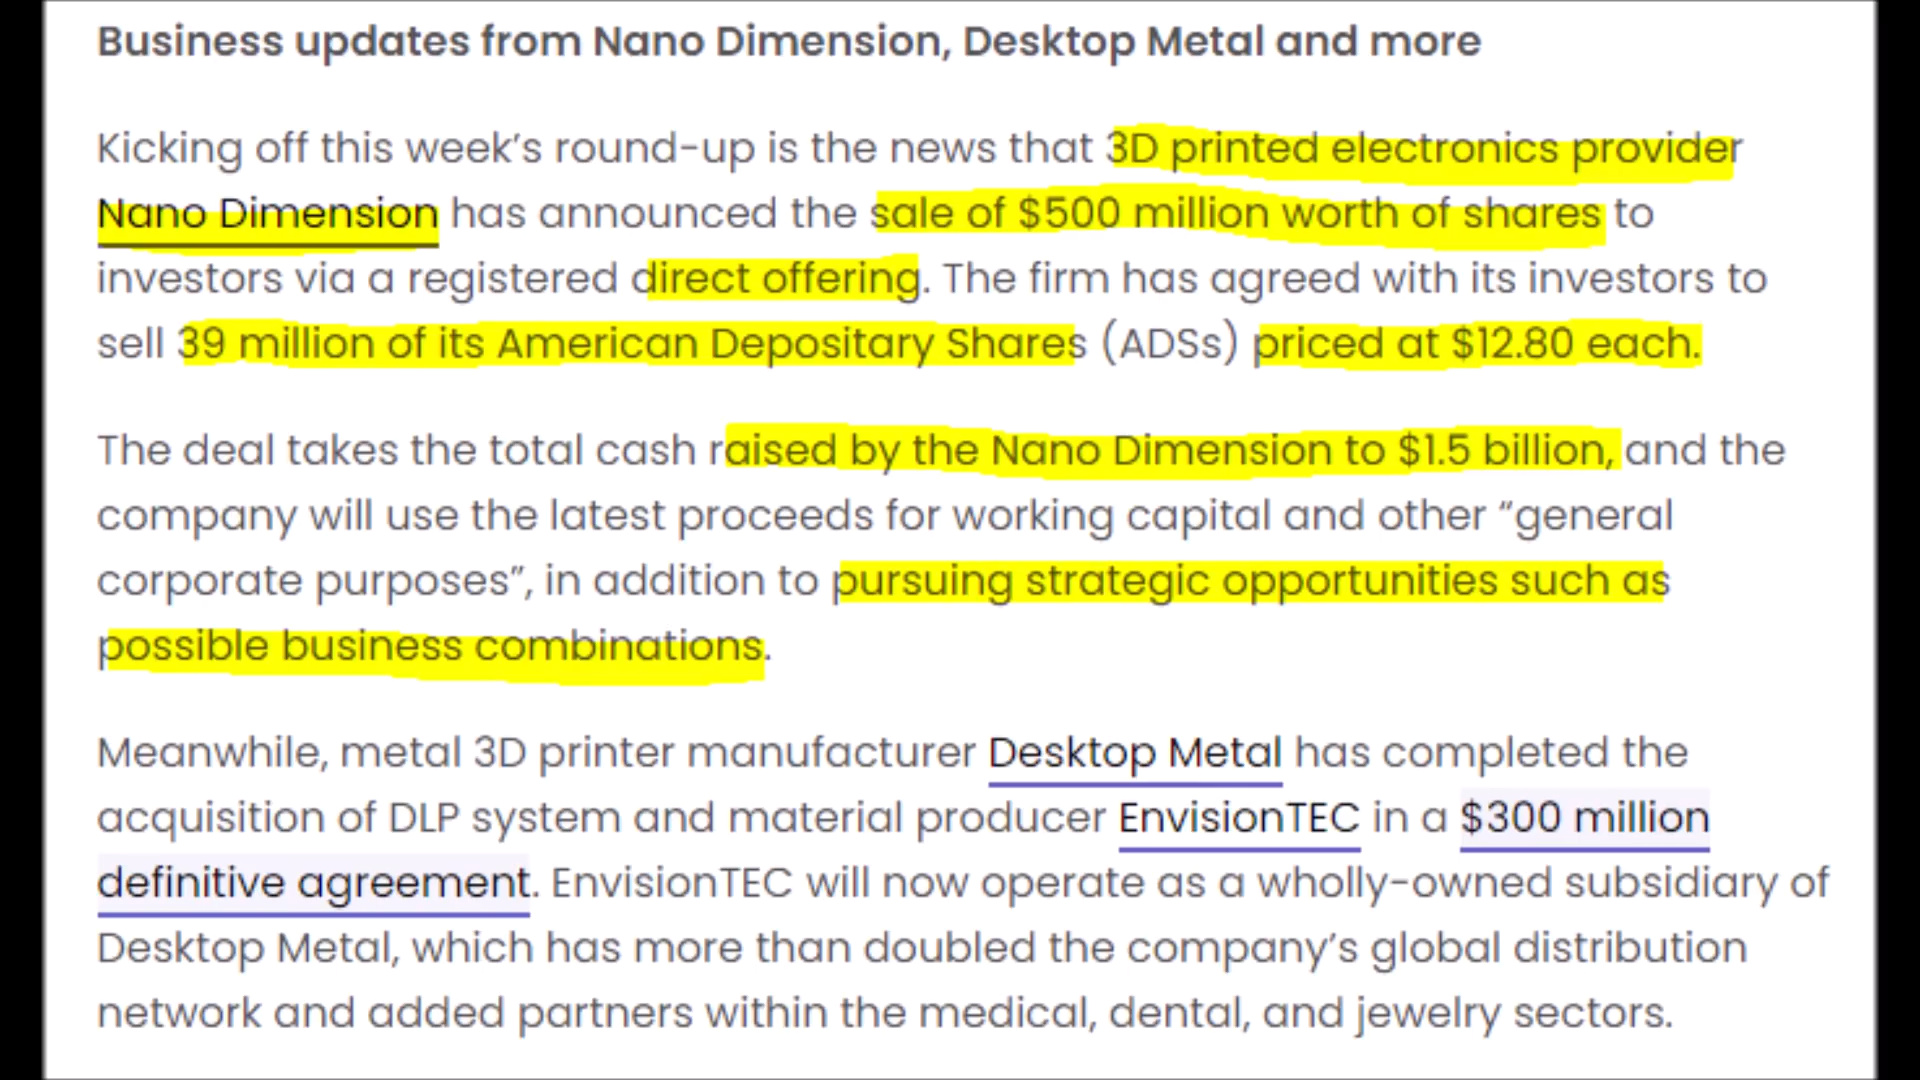 Business updates from Nano Dimension, Desktop Metal and more
Kicking off this week’s round-up is the news that 3D printed electronics provider
Nano Dimension has announced the sale of $500 million worth of shares to
investors via a registered direct offering. The firm has agreed with its investors to
sell 39 million of its American Depositary Shares (ADSs) priced at $12.80 each.
The deal takes the total cash raised by the Nano Dimension to $1.5 billion, and the
company will use the latest proceeds for working capital and other “general
corporate purposes”, in addition to pursuing strategic opportunities such as
possible business combinations.
Meanwhile, metal 3D printer manufacturer Desktop Metal has completed the
acquisition of DLP system and material producer EnvisionTEC in a $300 million
definitive agreement. EnvisionTEC will now operate as a wholly-owned subsidiary of
Desktop Metal, which has more than doubled the company’s global distribution
network and added partners within the medical, dental, and jewelry sectors.